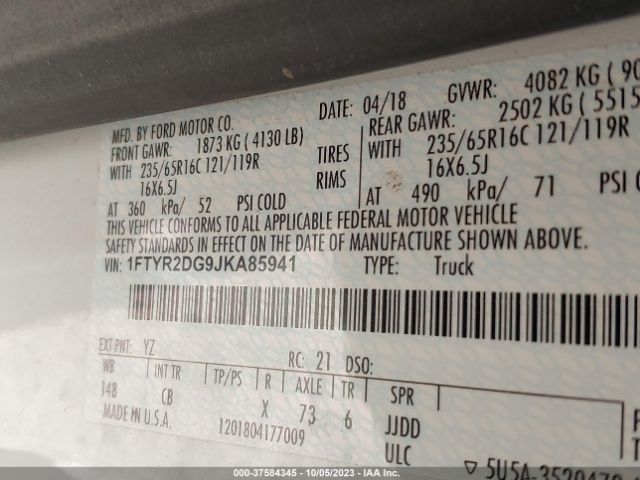 MFD. BY FORD MOTOR CO. DATE: 04/18 GVWR: 4082 KG ( 90
FRONT GAWR: 1873 KG ( 4130 LB) REAR GAWR: 2502 KG ( 5515
WITH 235/65R16C 121/119R TIRES WITH 235/65R16C 121/119R
16X6.5J RIMS 16X6.5J
AT 360 kPa/ 52 PSI COLD AT 490 kPa/ 71 PSI
THIS VEHICLE CONFORMS TO ALL APPLICABLE FEDERAL MOTOR VEHICLE
SAFETY STANDARDS IN EFFECT ON THE DATE OF MANUFACTURE SHOWN ABOVE.
VIN: 1FTYR2DG9JKA85941 TYPE: Truck
EXT PNT: YZ RC: 21 DSO:
WB INT TR TP/PS R AXLE TR SPR
148 CB X 73 6 JJDD
MADE IN U.S.A. 1201804177009 ULC
5U5A-3520472
000-37584345 - 10/05/2023 - IAA Inc.